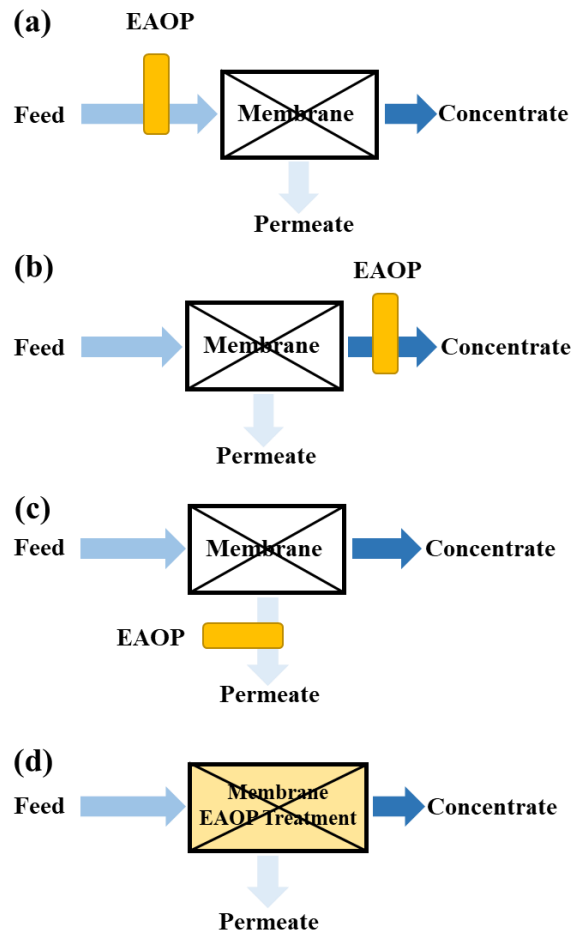 (a)
EAOP
Feed
Membrane
Concentrate
Permeate
(b)
EAOP
Feed
Membrane
Concentrate
Permeate
(c)
Feed
Membrane
Concentrate
EAOP
Permeate
(d)
Feed
Membrane
EAOP Treatment
Concentrate
Permeate